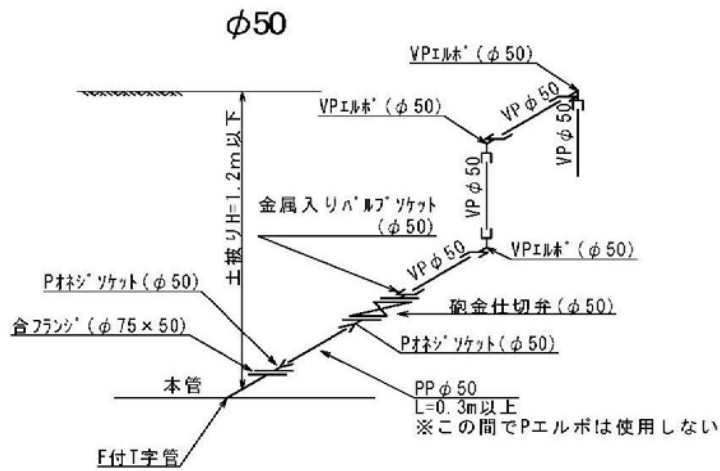 φ50
VPエルボ(φ50)
VPエルボ(φ50)
VPφ50
VPφ50
土被りH=1.2m以下
VPφ50
金属入りバルブソケット
(φ50)
VPφ50
VPエルボ(φ50)
Pオネジソケット(φ50)
砲金仕切弁(φ50)
合フランジ(φ75×50)
Pオネジソケット(φ50)
本管
PPφ50
L=0.3m以上
※この間でPエルボは使用しない
F付T字管